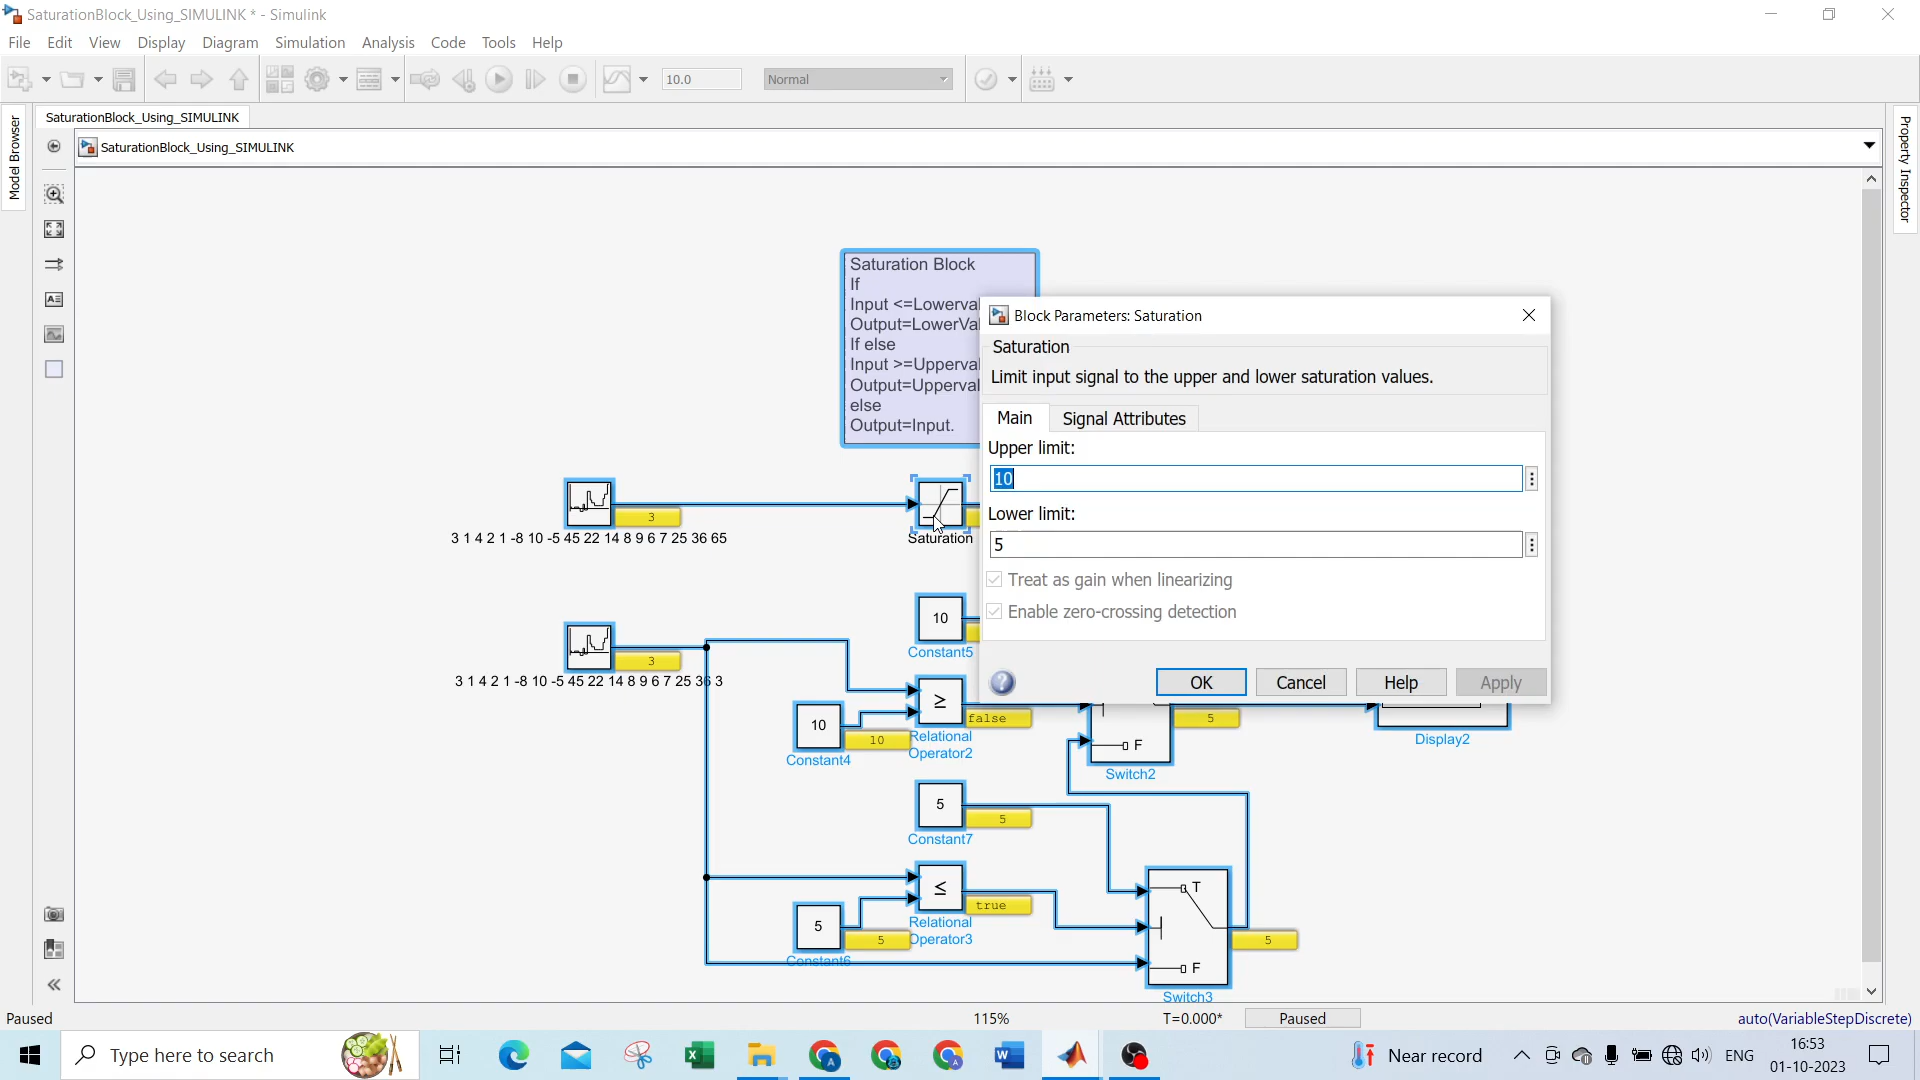 SaturationBlock_Using_SIMULINK * - Simulink
File Edit View Display Diagram Simulation Analysis Code Tools Help
10.0 Normal
Model Browser
SaturationBlock_Using_SIMULINK
SaturationBlock_Using_SIMULINK
Property Inspector
Saturation Block
If
Input <=Lowerval
Output=LowerVal
If else
Input >=Upperval
Output=Upperval
else
Output=Input.
Block Parameters: Saturation
Saturation
Limit input signal to the upper and lower saturation values.
Main Signal Attributes
Upper limit:
10
Lower limit:
5
Treat as gain when linearizing
Enable zero-crossing detection
OK Cancel Help Apply
3
3 1 4 2 1 -8 10 -5 45 22 14 8 9 6 7 25 36 65
Saturation
10
Constant5
3
3 1 4 2 1 -8 10 -5 45 22 14 8 9 6 7 25 36 3
≥
false
Relational
Operator2
10
10
Constant4
F
5
Switch2
Display2
5
5
Constant7
≤
true
Relational
Operator3
5
5
Constant6
T
F
5
Switch3
Paused 115% T=0.000* Paused auto(VariableStepDiscrete)
Type here to search
Near record
ENG
16:53
01-10-2023